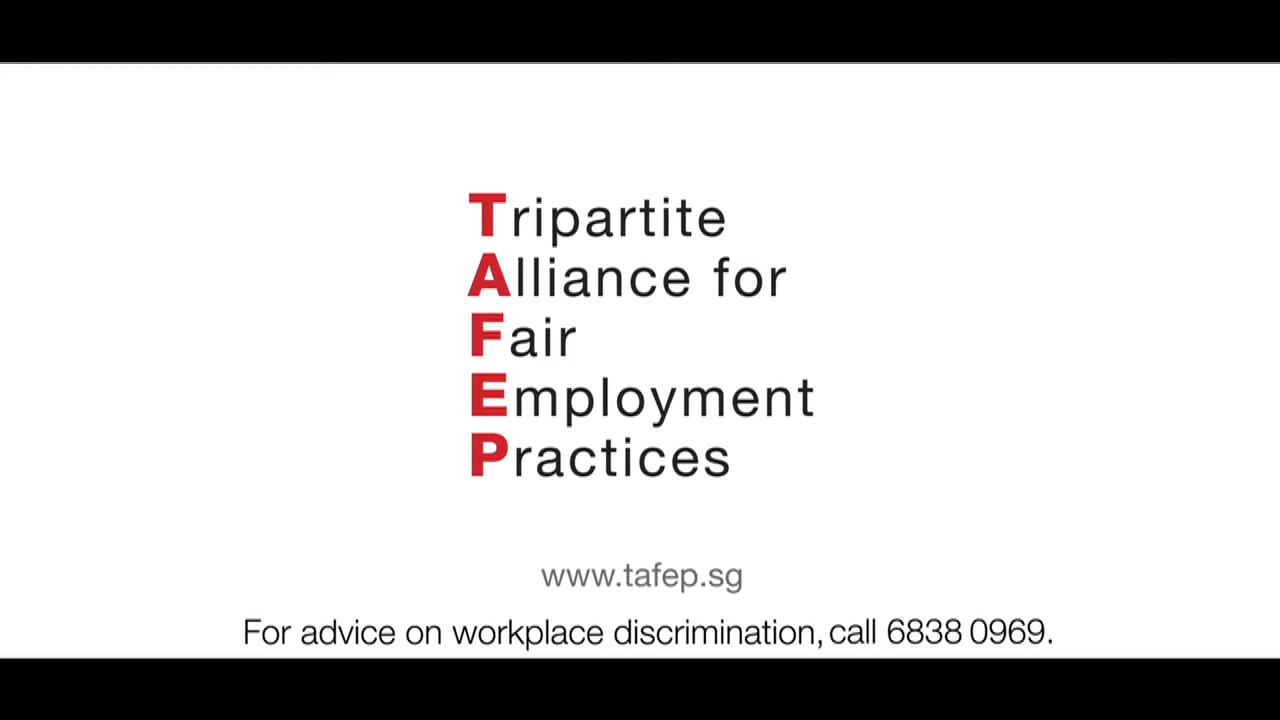 Tripartite
Alliance for
Fair
Employment
Practices
www.tafep.sg
For advice on workplace discrimination, call 6838 0969.